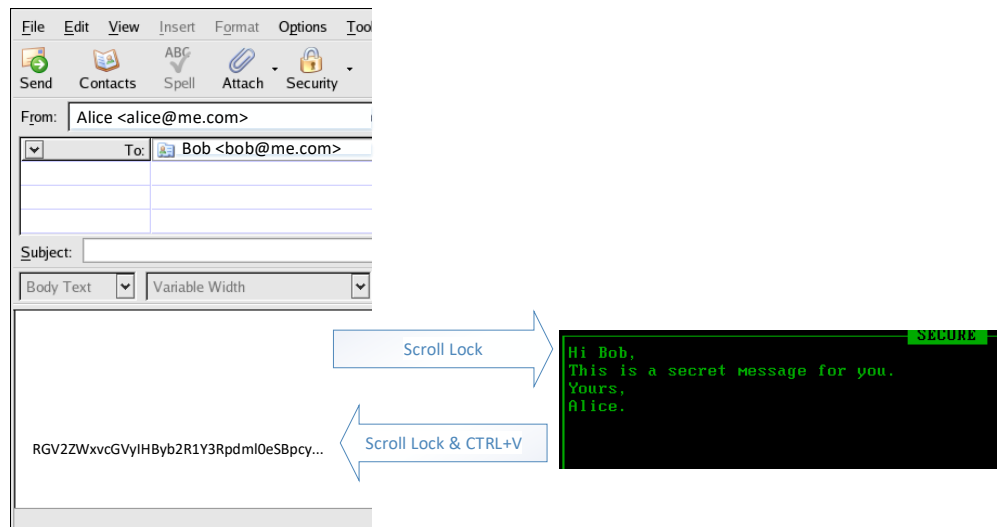 File Edit View Insert Format Options Too
ABC
Send Contacts Spell Attach Security
From: Alice <alice@me.com>
To: Bob <bob@me.com>
Subject:
Body Text Variable Width
Scroll Lock
SECURE
Hi Bob,
This is a secret message for you.
Yours,
Alice.
Scroll Lock & CTRL+V
RGV2ZWxvcGVyIHByb2R1Y3Rpdml0eSBpcy...